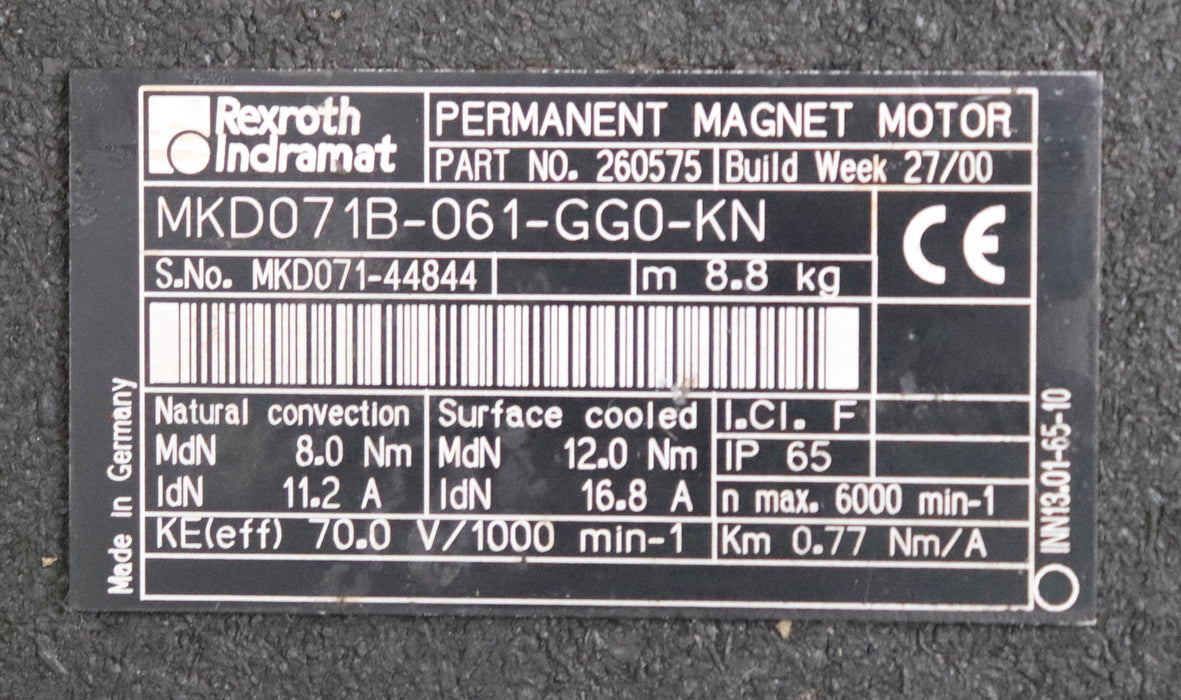 Rexroth
Indramat
PERMANENT MAGNET MOTOR
PART NO. 260575
Build Week 27/00
MKD071B-061-GG0-KN
CE
S.No. MKD071-44844
m 8.8 kg
Natural convection
MdN 8.0 Nm
IdN 11.2 A
Surface cooled
MdN 12.0 Nm
IdN 16.8 A
I.Cl. F
IP 65
n max. 6000 min-1
KE(eff) 70.0 V/1000 min-1
Km 0.77 Nm/A
Made in Germany
INN13.01-65-10